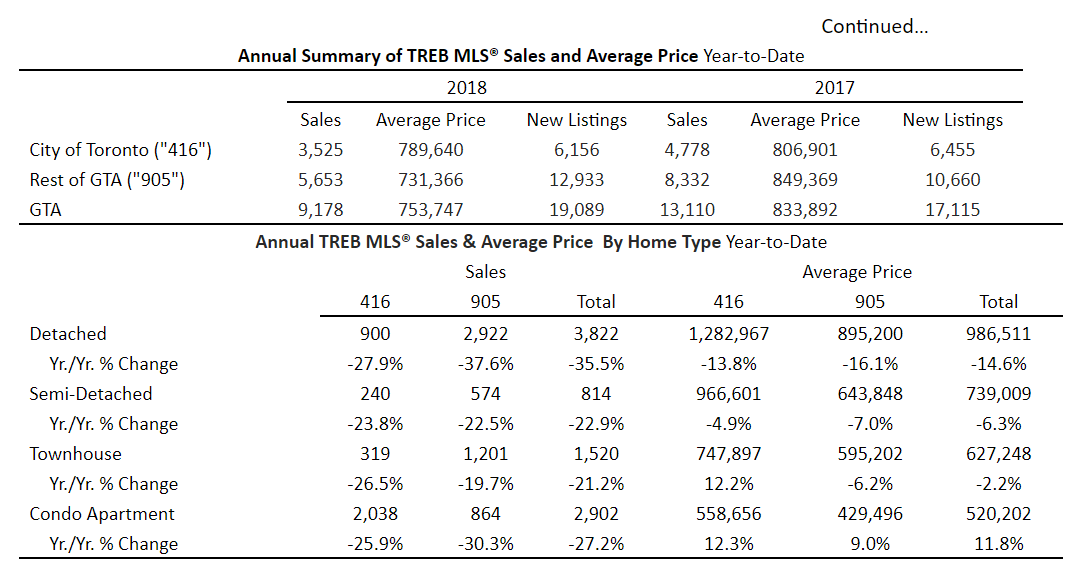 Continued...
Annual Summary of TREB MLS® Sales and Average Price Year-to-Date
2018 2017
Sales Average Price New Listings Sales Average Price New Listings
City of Toronto ("416") 3,525 789,640 6,156 4,778 806,901 6,455
Rest of GTA ("905") 5,653 731,366 12,933 8,332 849,369 10,660
GTA 9,178 753,747 19,089 13,110 833,892 17,115
Annual TREB MLS® Sales & Average Price By Home Type Year-to-Date
Sales Average Price
416 905 Total 416 905 Total
Detached 900 2,922 3,822 1,282,967 895,200 986,511
Yr./Yr. % Change -27.9% -37.6% -35.5% -13.8% -16.1% -14.6%
Semi-Detached 240 574 814 966,601 643,848 739,009
Yr./Yr. % Change -23.8% -22.5% -22.9% -4.9% -7.0% -6.3%
Townhouse 319 1,201 1,520 747,897 595,202 627,248
Yr./Yr. % Change -26.5% -19.7% -21.2% 12.2% -6.2% -2.2%
Condo Apartment 2,038 864 2,902 558,656 429,496 520,202
Yr./Yr. % Change -25.9% -30.3% -27.2% 12.3% 9.0% 11.8%